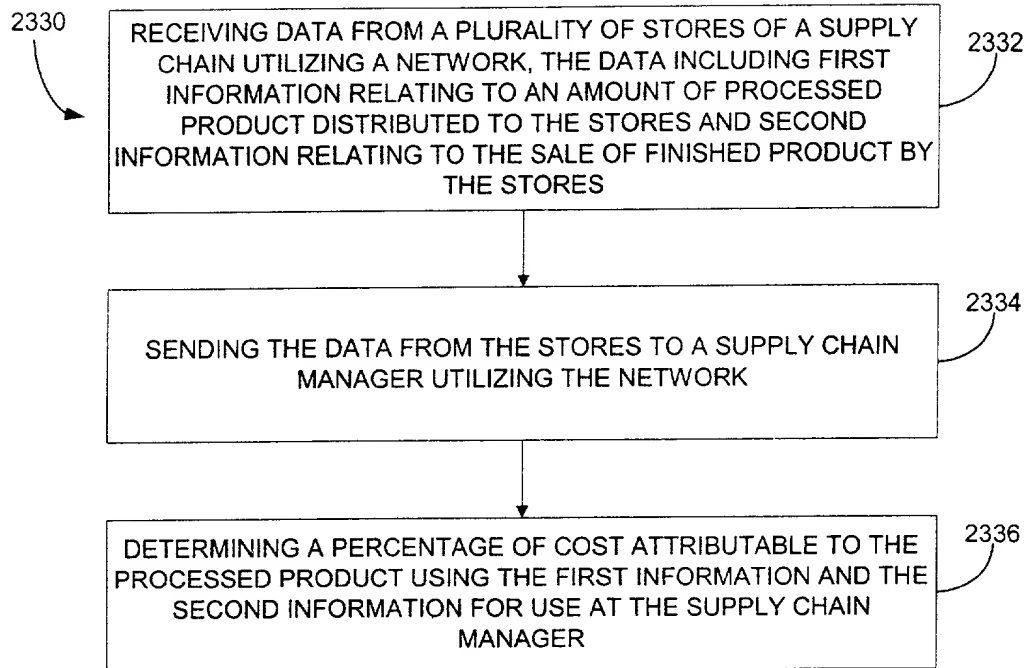 2330
RECEIVING DATA FROM A PLURALITY OF STORES OF A SUPPLY
CHAIN UTILIZING A NETWORK, THE DATA INCLUDING FIRST
INFORMATION RELATING TO AN AMOUNT OF PROCESSED
PRODUCT DISTRIBUTED TO THE STORES AND SECOND
INFORMATION RELATING TO THE SALE OF FINISHED PRODUCT BY
THE STORES
2332
SENDING THE DATA FROM THE STORES TO A SUPPLY CHAIN
MANAGER UTILIZING THE NETWORK
2334
DETERMINING A PERCENTAGE OF COST ATTRIBUTABLE TO THE
PROCESSED PRODUCT USING THE FIRST INFORMATION AND THE
SECOND INFORMATION FOR USE AT THE SUPPLY CHAIN
MANAGER
2336